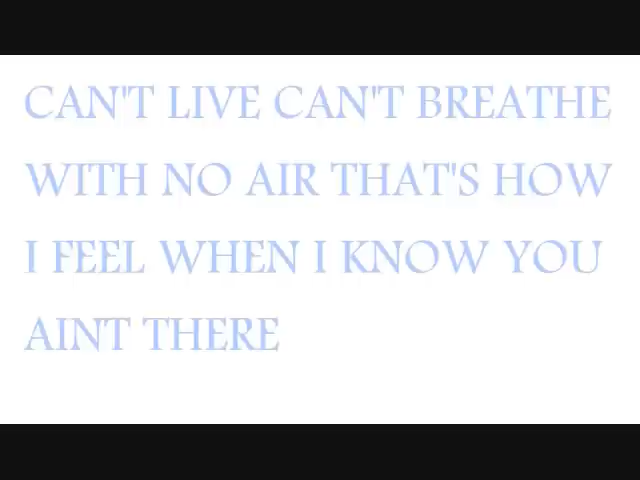 CAN'T LIVE CAN'T BREATHE
WITH NO AIR THAT'S HOW
I FEEL WHEN I KNOW YOU
AINT THERE